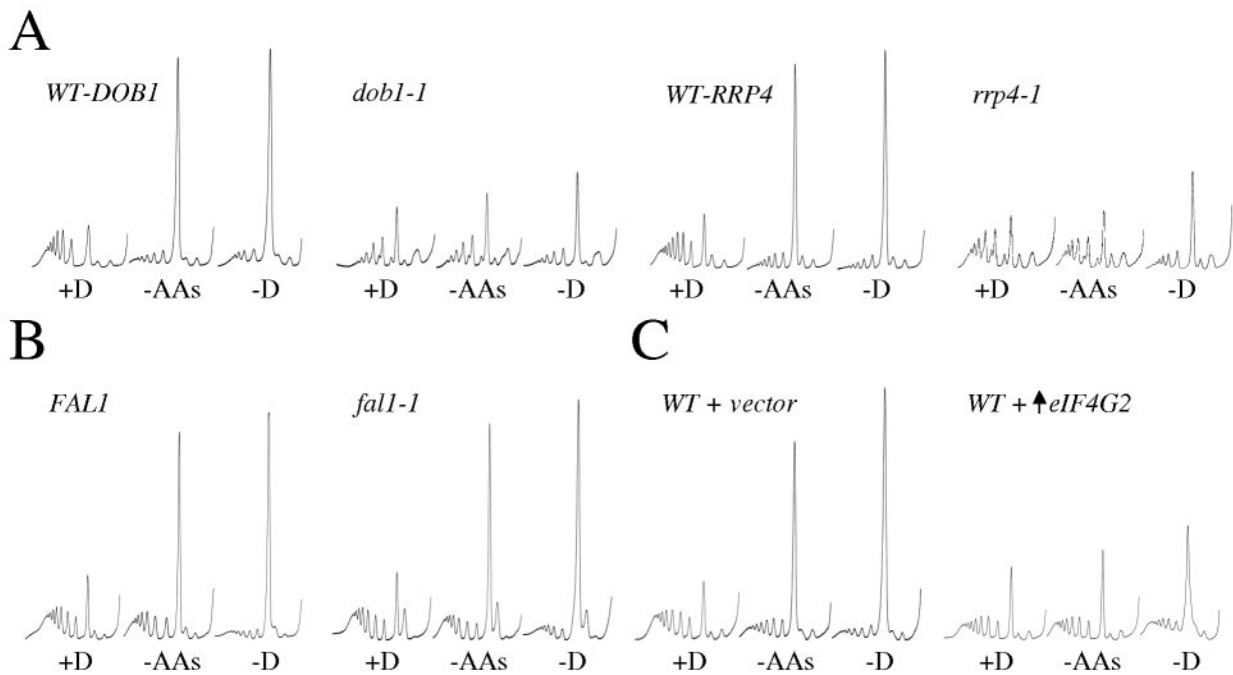 A
WT-DOB1 dob1-1 WT-RRP4 rrp4-1
+D -AAs -D +D -AAs -D +D -AAs -D +D -AAs -D
B C
FAL1 fal1-1 WT + vector WT + ↑eIF4G2
+D -AAs -D +D -AAs -D +D -AAs -D +D -AAs -D